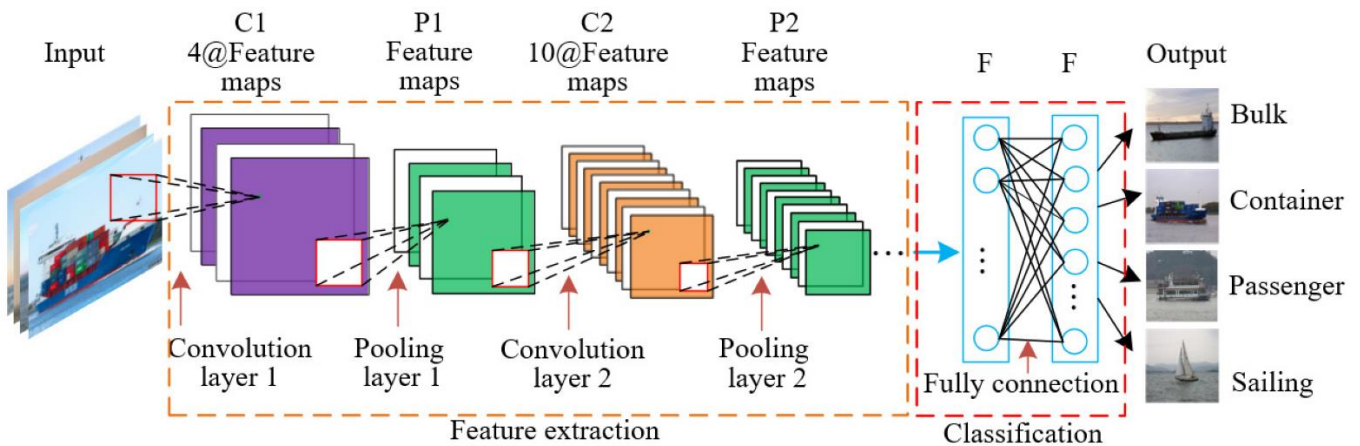 Input
C1
4@Feature
maps
P1
Feature
maps
C2
10@Feature
maps
P2
Feature
maps
F
F
Output
Bulk
Container
Passenger
Sailing
Convolution
layer 1
Pooling
layer 1
Convolution
layer 2
Pooling
layer 2
Fully connection
Feature extraction
Classification